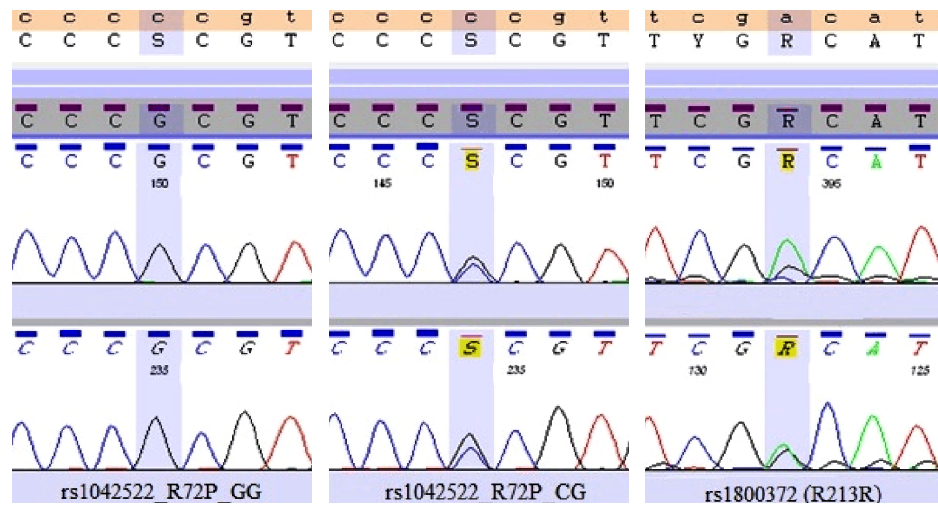 c c c c c g t
C C C S C G T
C C C G C G T
C C C G C G T
150
C C C G C G T
235
rs1042522_R72P_GG
c c c c c g t
C C C S C G T
C C C S C G T
C C C S C G T
145 150
C C C S C G T
235
rs1042522_R72P_CG
t c g a c a t
T Y G R C A T
T C G R C A T
T C G R C A T
395
T C G R C A T
130 125
rs1800372 (R213R)